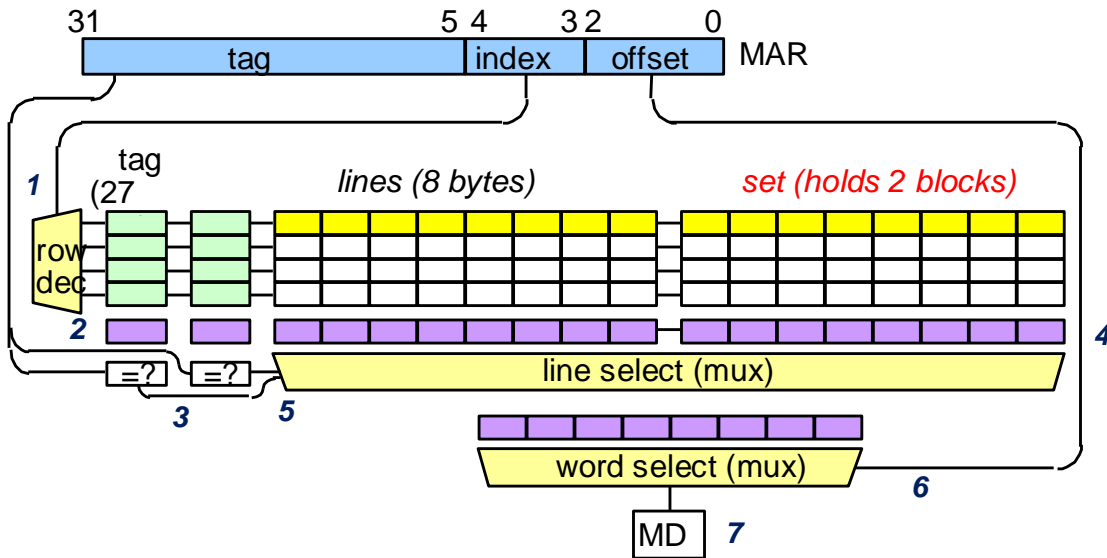 31 5 4 3 2 0
tag index offset MAR
tag
1 (27 lines (8 bytes) set (holds 2 blocks)
row
dec
2 4
=? =? line select (mux)
3 5
word select (mux)
6
MD 7